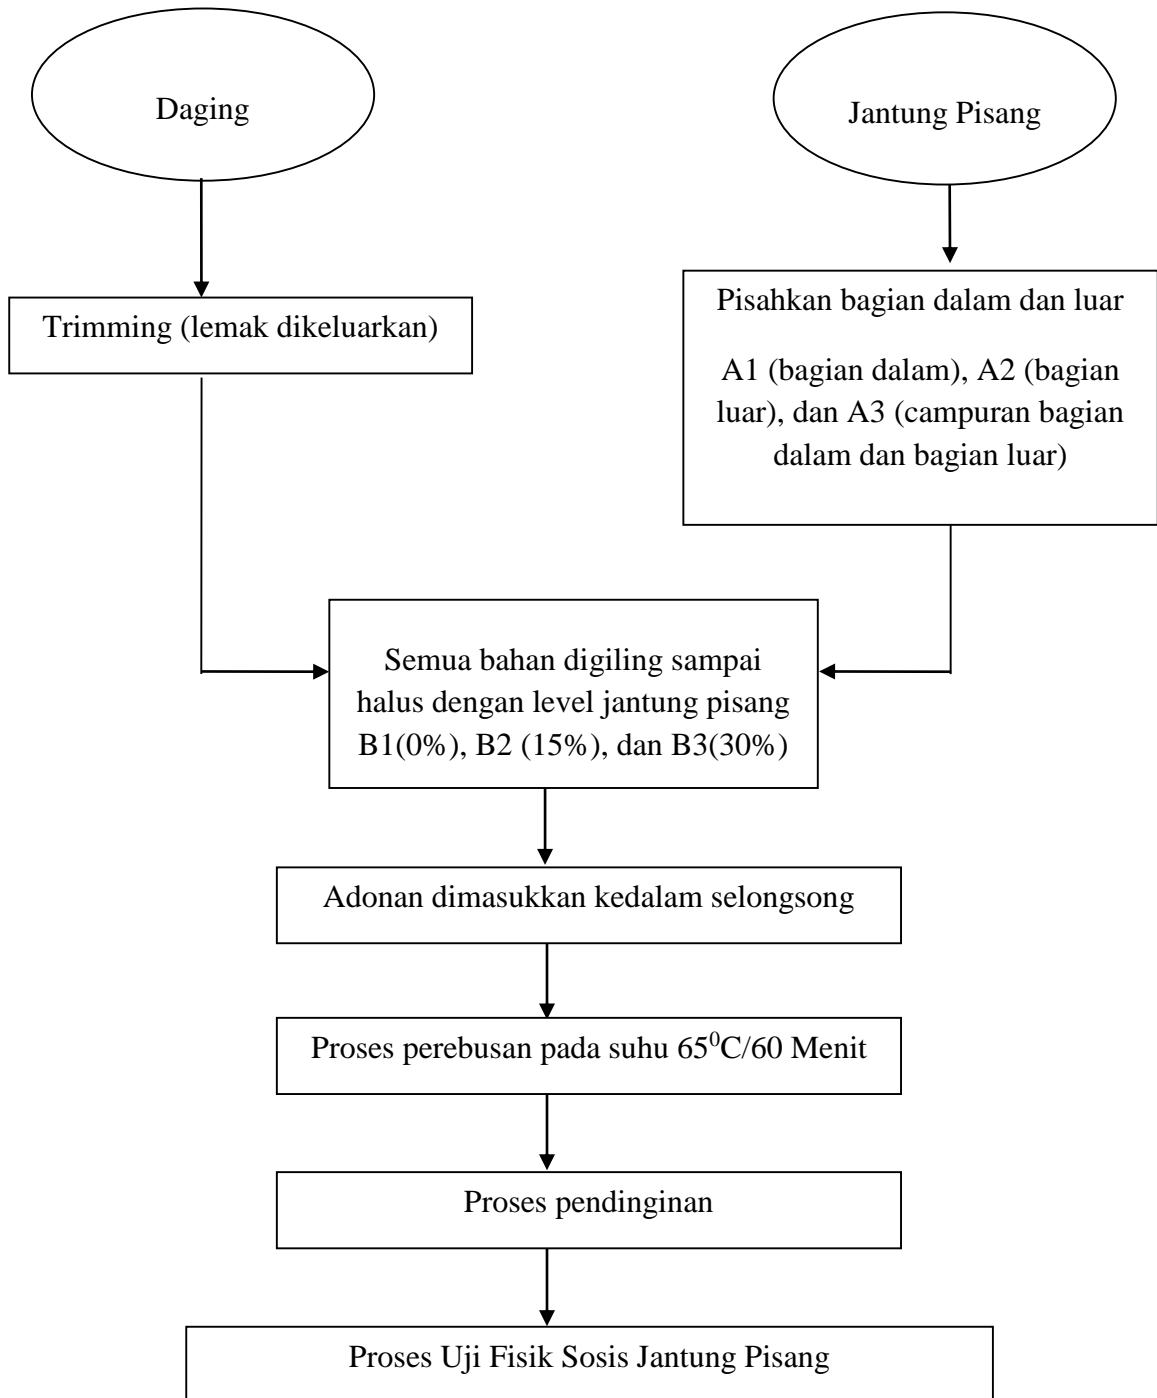 Daging
Jantung Pisang
Trimming (lemak dikeluarkan)
Pisahkan bagian dalam dan luar
A1 (bagian dalam), A2 (bagian
luar), dan A3 (campuran bagian
dalam dan bagian luar)
Semua bahan digiling sampai
halus dengan level jantung pisang
B1(0%), B2 (15%), dan B3(30%)
Adonan dimasukkan kedalam selongsong
Proses perebusan pada suhu 65⁰C/60 Menit
Proses pendinginan
Proses Uji Fisik Sosis Jantung Pisang